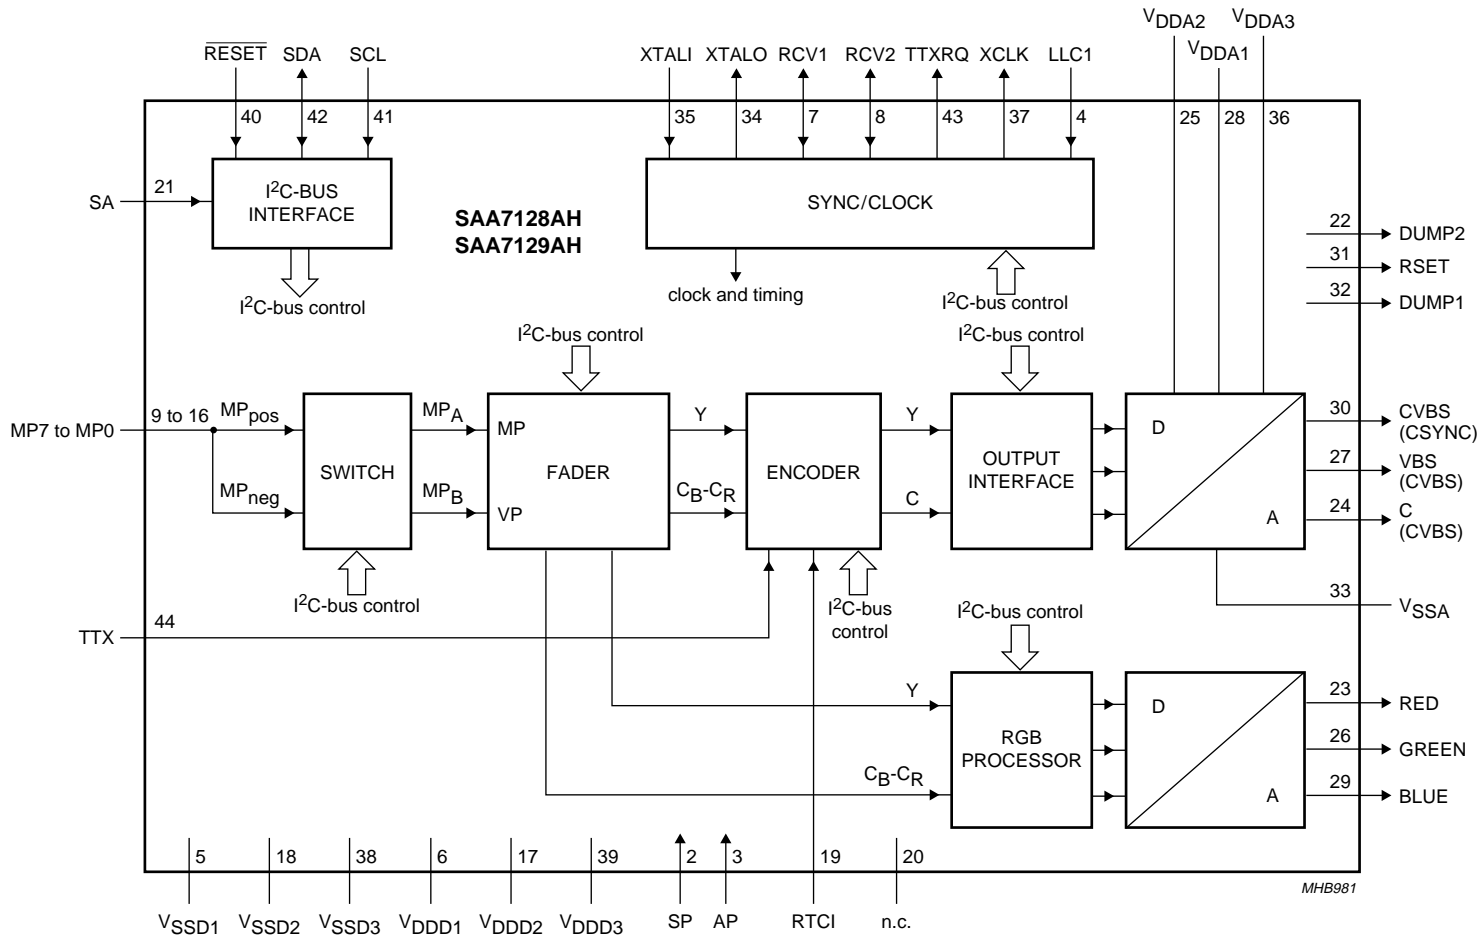 VDDA2 VDDA3
VDDA1
RESET SDA SCL XTALI XTALO RCV1 RCV2 TTXRQ XCLK LLC1
40 42 41 35 34 7 8 43 37 4 25 28 36
SA 21
I2C-BUS
INTERFACE
SAA7128AH
SAA7129AH
SYNC/CLOCK
22 DUMP2
31 RSET
32 DUMP1
I2C-bus control
clock and timing
I2C-bus control
I2C-bus control
I2C-bus control
MP7 to MP0 9 to 16 MPpos
MPneg
SWITCH
MPA
MPB
MP
FADER
VP
Y
CB-CR
ENCODER
Y
C
OUTPUT
INTERFACE
D
A
30 CVBS
(CSYNC)
27 VBS
(CVBS)
24 C
(CVBS)
I2C-bus control
I2C-bus
control
I2C-bus control
33 VSSA
TTX 44
Y
CB-CR
RGB
PROCESSOR
D
A
23 RED
26 GREEN
29 BLUE
5 18 38 6 17 39 2 3 19 20
VSSD1 VSSD2 VSSD3 VDDD1 VDDD2 VDDD3 SP AP RTCI n.c.
MHB981